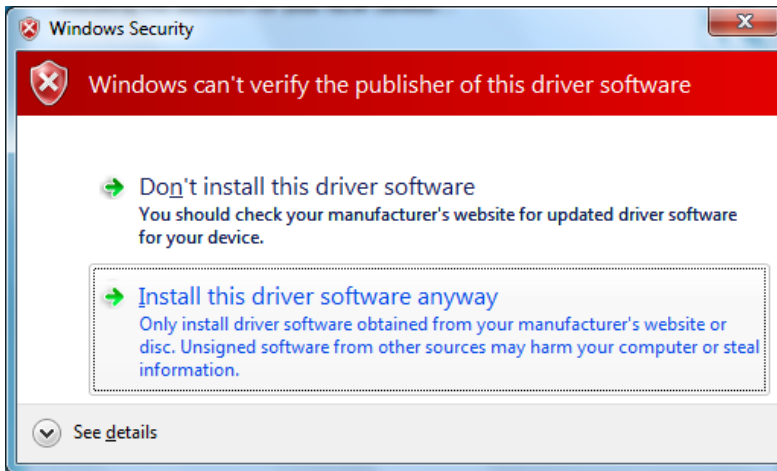 Windows Security
Windows can't verify the publisher of this driver software
Don't install this driver software
You should check your manufacturer's website for updated driver software
for your device.
Install this driver software anyway
Only install driver software obtained from your manufacturer's website or
disc. Unsigned software from other sources may harm your computer or steal
information.
See details